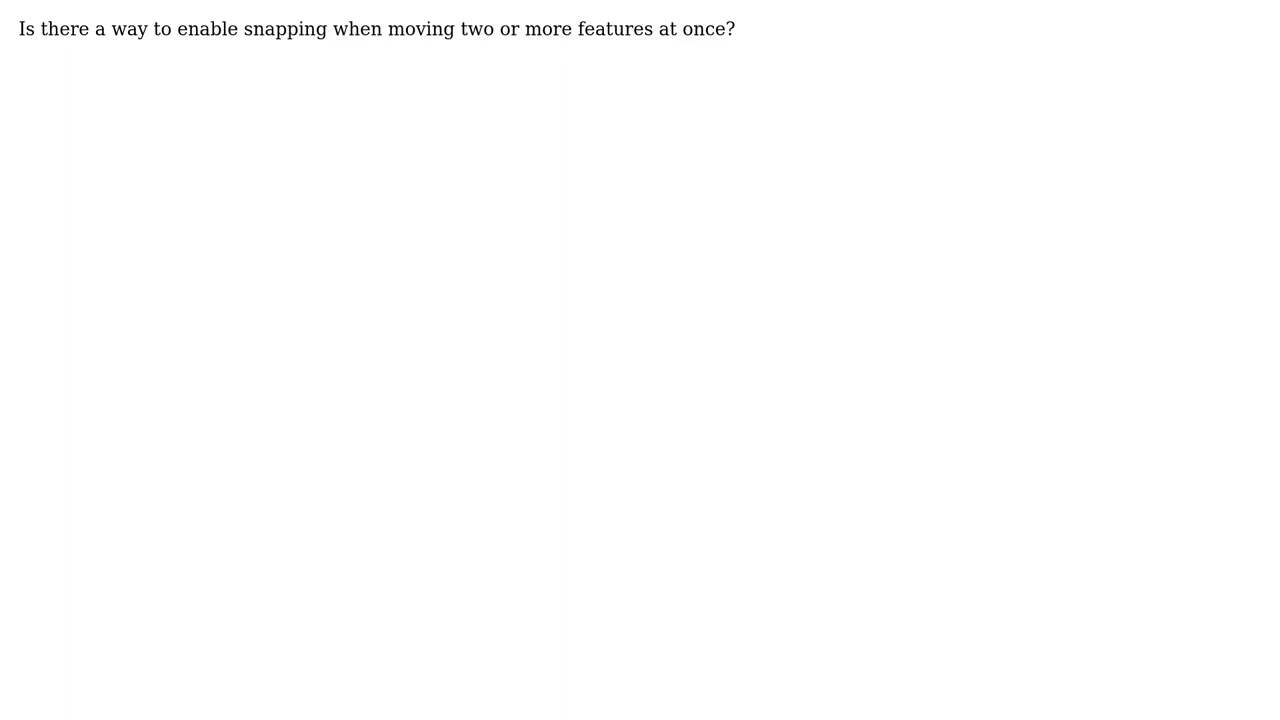 Is there a way to enable snapping when moving two or more features at once?